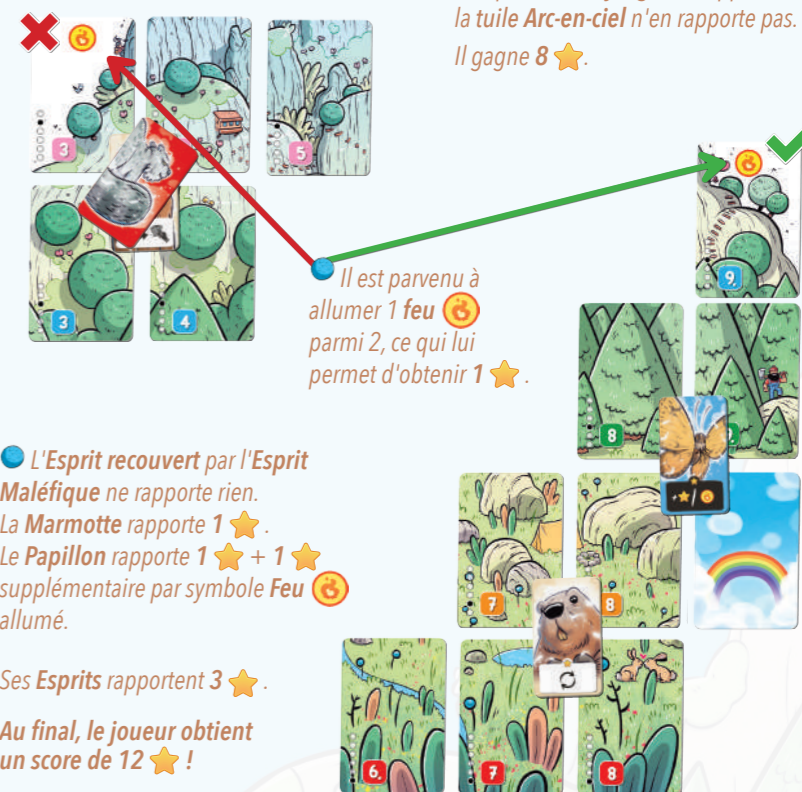 la tuile Arc-en-ciel n'en rapporte pas.
Il gagne 8 .
3
5
3
4
9.
Il est parvenu à
allumer 1 feu
parmi 2, ce qui lui
permet d'obtenir 1 .
8
L'Esprit recouvert par l'Esprit
Maléfique ne rapporte rien.
La Marmotte rapporte 1 .
Le Papillon rapporte 1 + 1
supplémentaire par symbole Feu
allumé.
7
8
Ses Esprits rapportent 3 .
Au final, le joueur obtient
un score de 12 !
6.
7
8